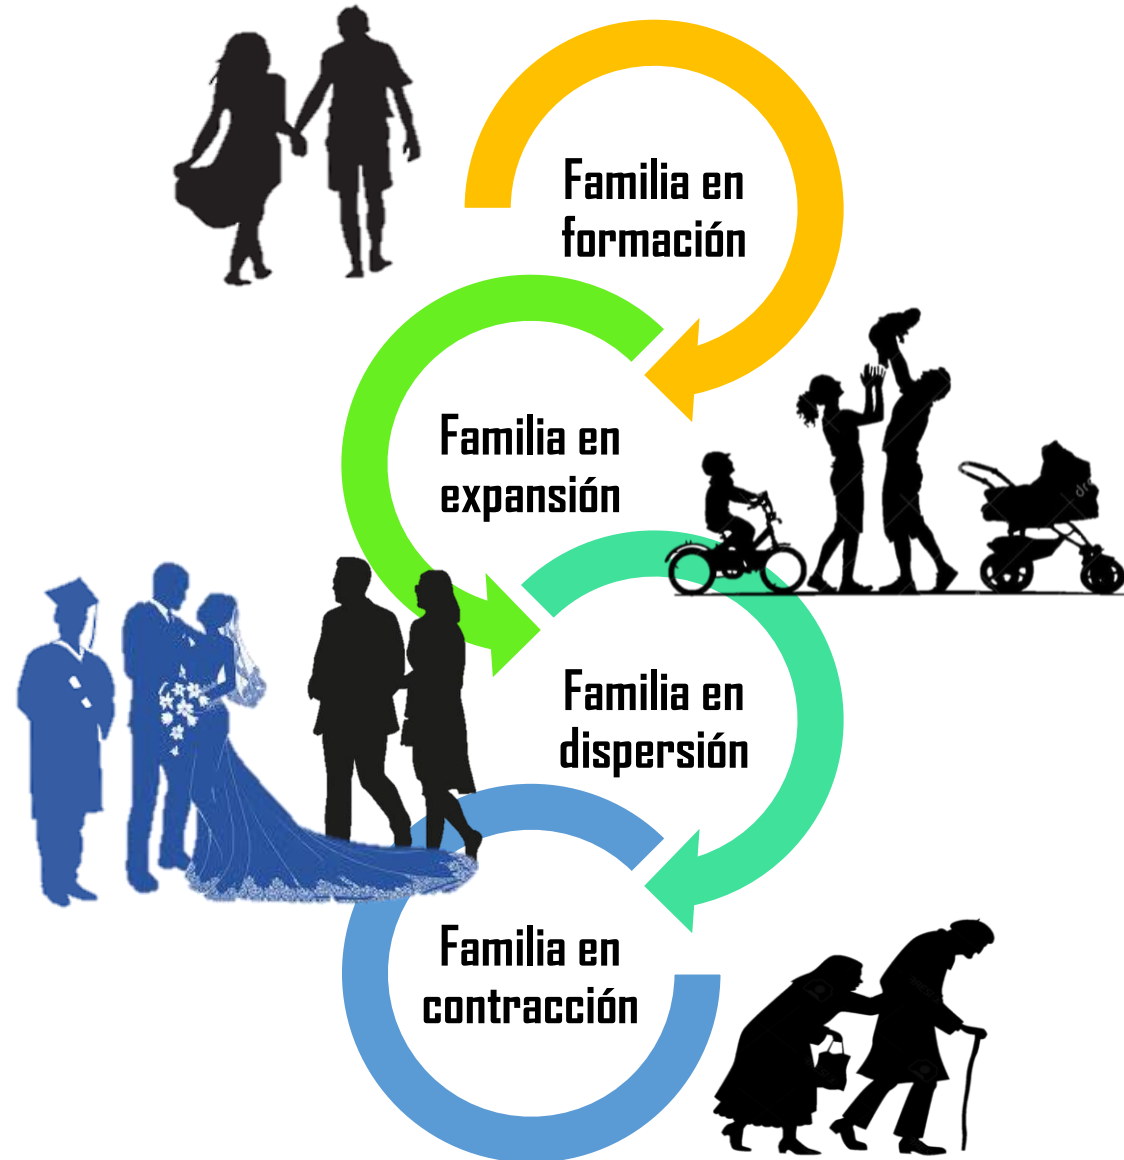 Familia en
formación
Familia en
expansión
Familia en
dispersión
Familia en
contracción